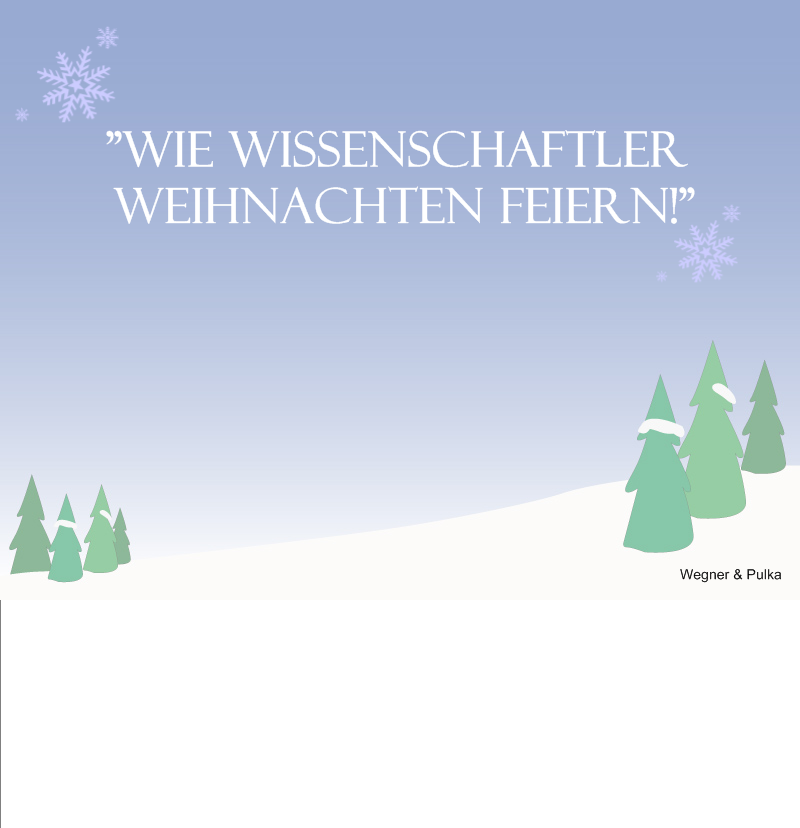 ”WIE WISSENSCHAFTLER
WEIHNACHTEN FEIERN!”
Wegner & Pulka